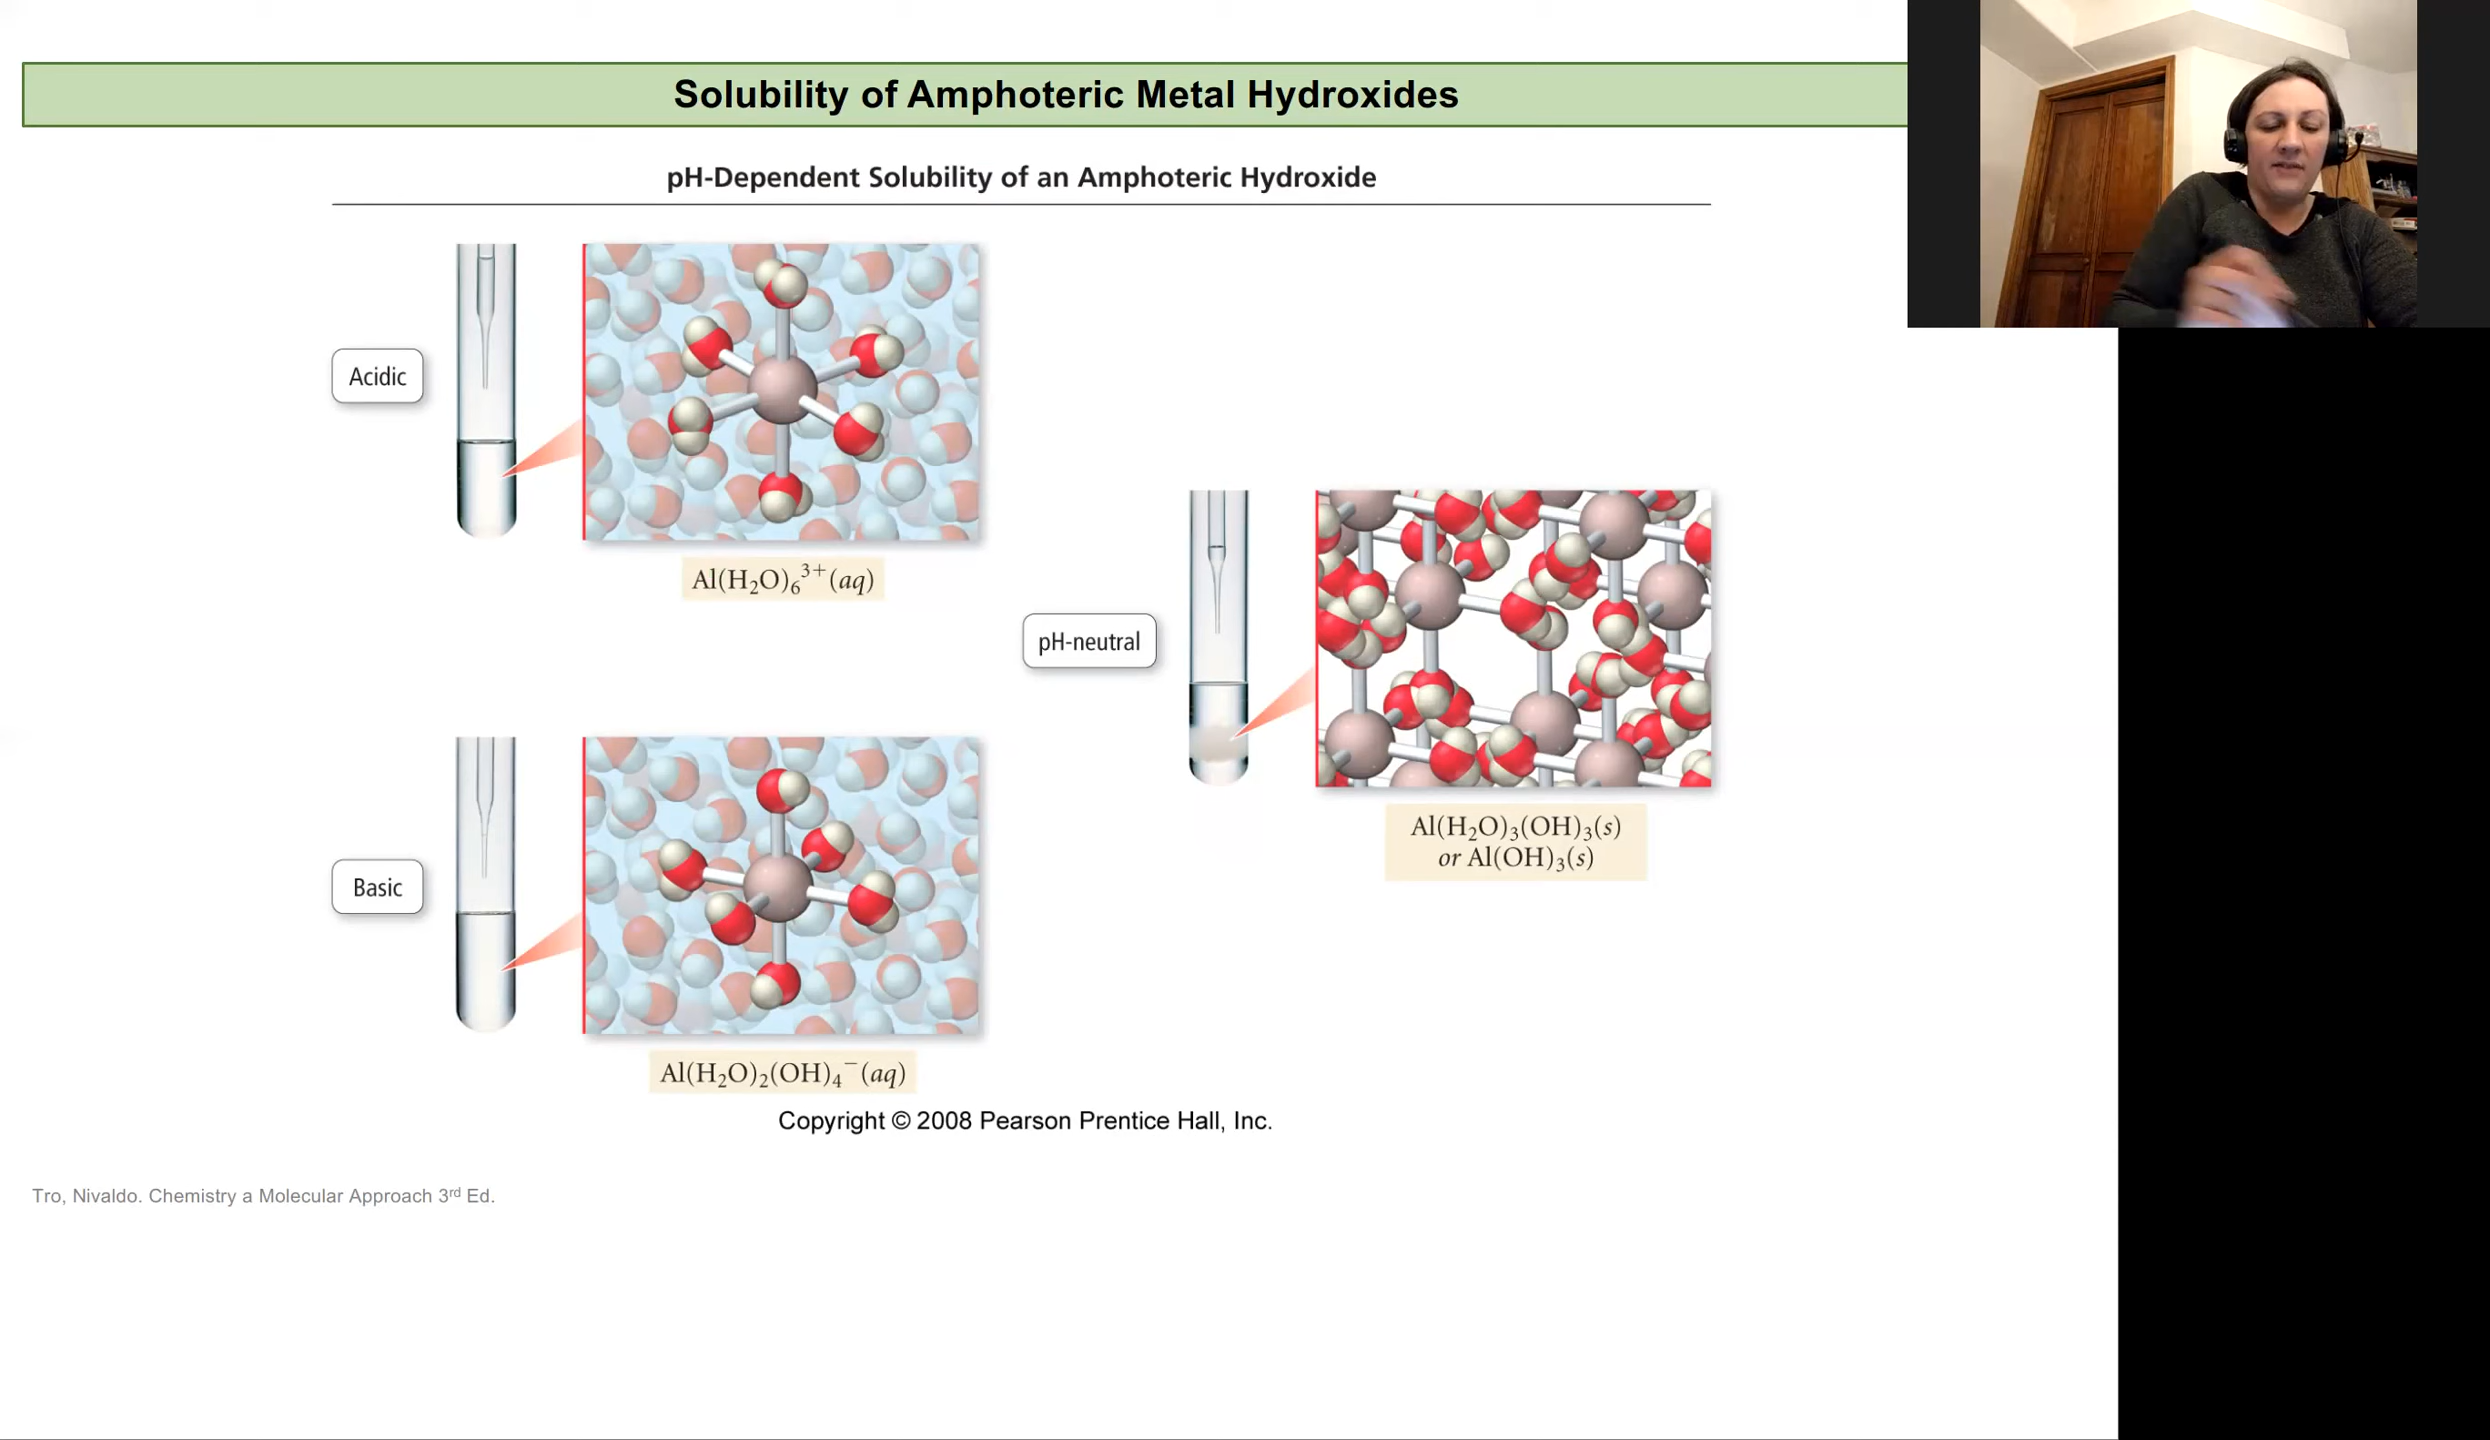 Solubility of Amphoteric Metal Hydroxides
pH-Dependent Solubility of an Amphoteric Hydroxide
Acidic
Al(H₂O)₆³⁺(aq)
pH-neutral
Al(H₂O)₃(OH)₃(s)
or Al(OH)₃(s)
Basic
Al(H₂O)₂(OH)₄⁻(aq)
Copyright © 2008 Pearson Prentice Hall, Inc.
Tro, Nivaldo. Chemistry a Molecular Approach 3rd Ed.